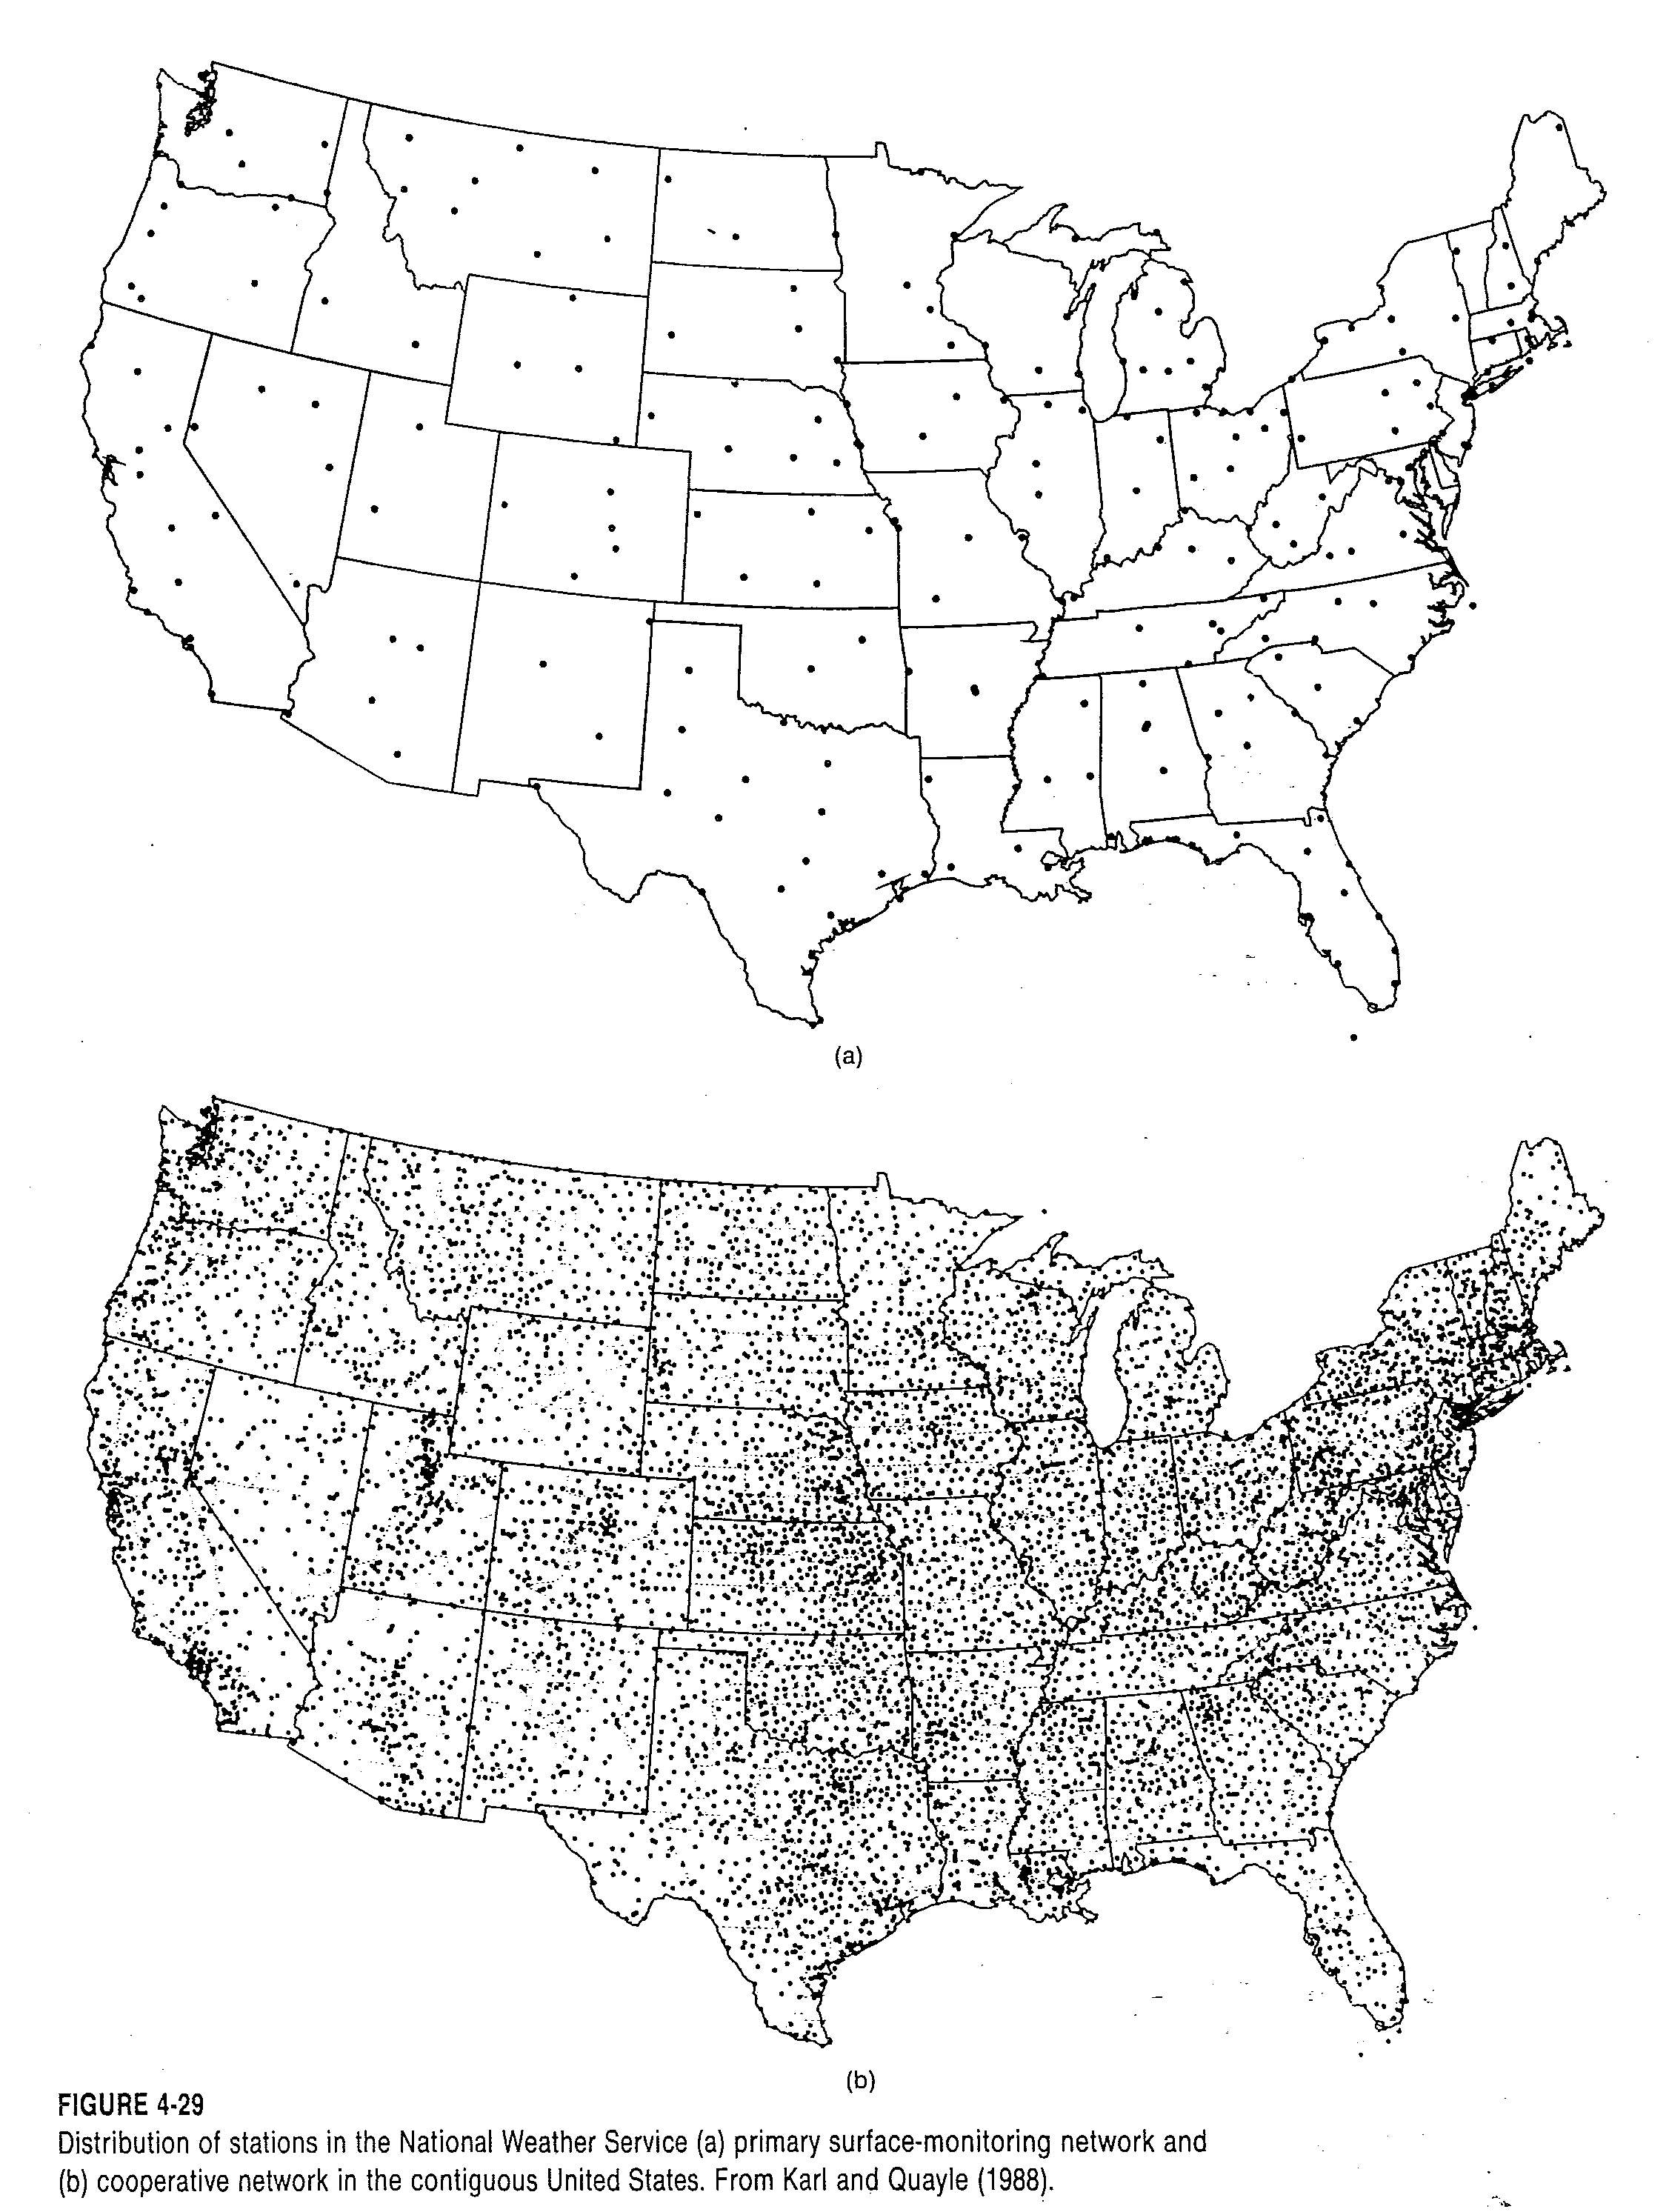 (a)
(b)
FIGURE 4-29
Distribution of stations in the National Weather Service (a) primary surface-monitoring network and
(b) cooperative network in the contiguous United States. From Karl and Quayle (1988).